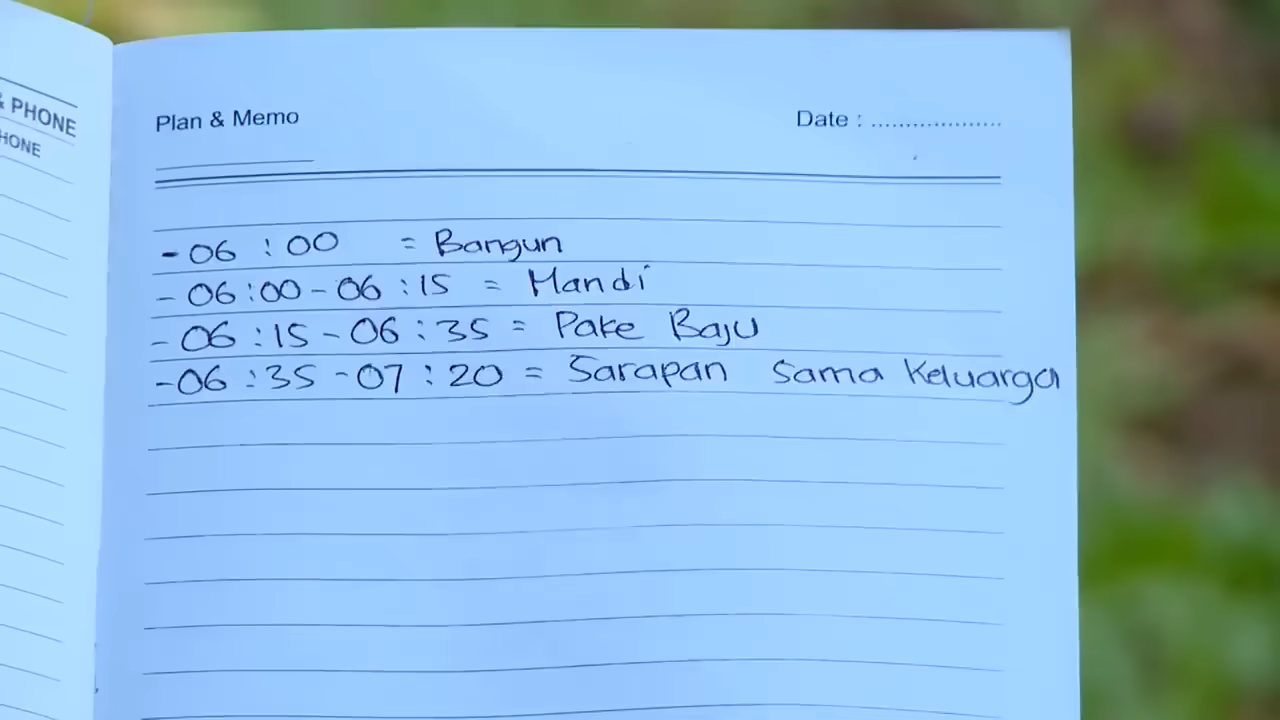 & PHONE
HONE
Plan & Memo
Date : ...................
- 06 : 00 = Bangun
- 06:00 - 06 : 15 = Mandi
- 06 : 15 - 06 : 35 = Pake Baju
- 06 : 35 - 07 : 20 = Sarapan sama Keluarga